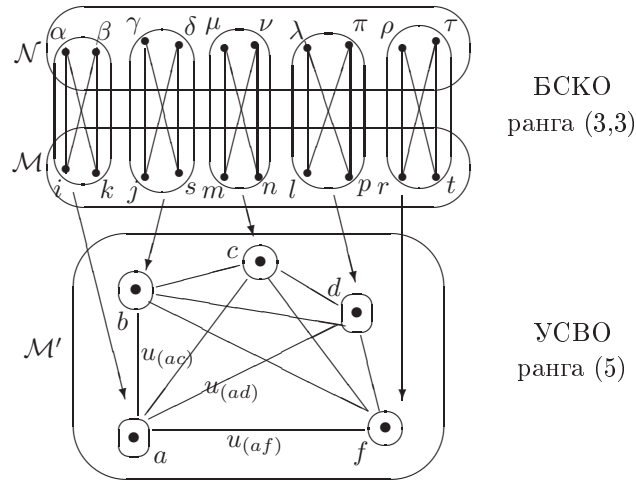 α β γ δ μ ν λ π ρ τ
𝒩
БСКО
ранга (3,3)
ℳ
i k j s m n l p r t
c
b
d
УСВО
ранга (5)
ℳ′
u(ac)
u(ad)
u(af)
a
f